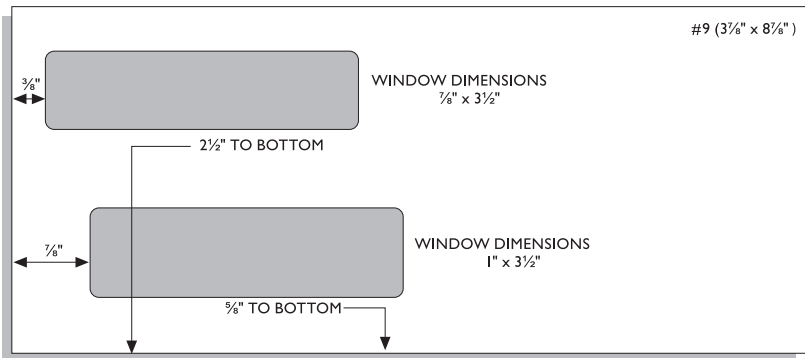 #9 (3⅞" x 8⅞")
⅜"
WINDOW DIMENSIONS
⅞" x 3½"
2½" TO BOTTOM
⅞"
WINDOW DIMENSIONS
1" x 3½"
⅝" TO BOTTOM